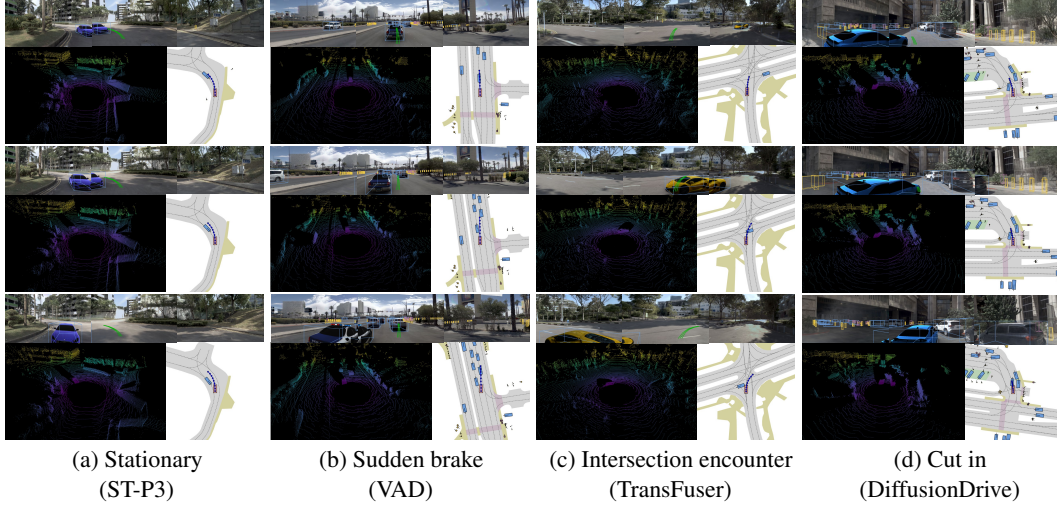 (a) Stationary
(ST-P3)
(b) Sudden brake
(VAD)
(c) Intersection encounter
(TransFuser)
(d) Cut in
(DiffusionDrive)